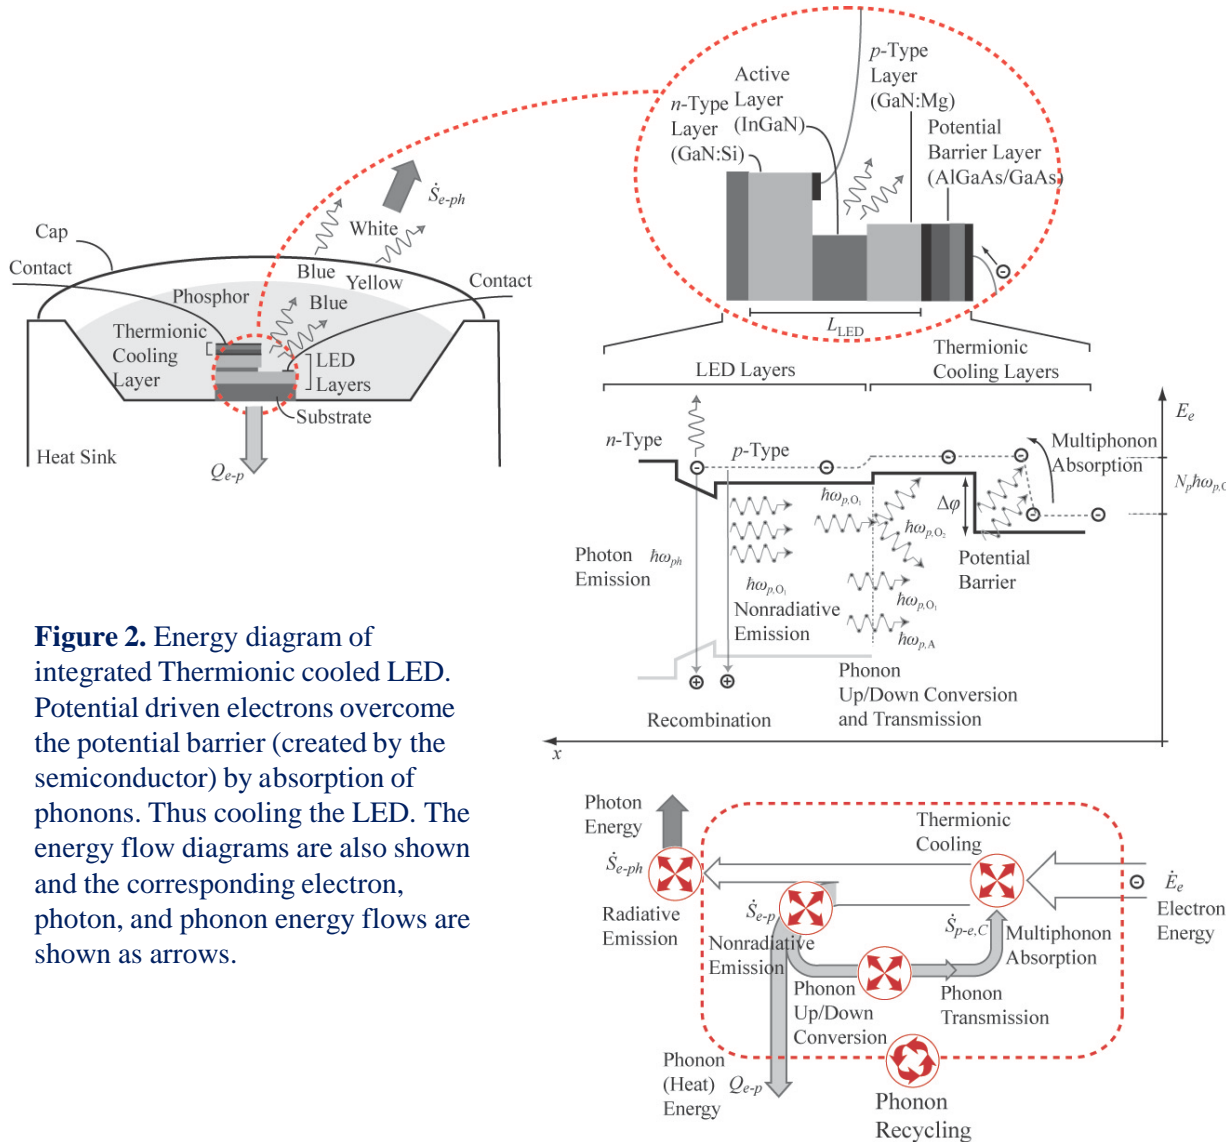 Ṡe-ph
White
Cap
Contact
Blue
Yellow
Contact
Phosphor
Blue
Thermionic
Cooling
Layer
LED
Layers
Substrate
Heat Sink
Qe-p
p-Type
Layer
(GaN:Mg)
Active
Layer
(InGaN)
n-Type
Layer
(GaN:Si)
Potential
Barrier Layer
(AlGaAs/GaAs)
LLED
LED Layers
Thermionic
Cooling Layers
Ee
n-Type
p-Type
Multiphonon
Absorption
Npħωp,O
ħωp,O1
Δφ
ħωp,O2
Potential
Barrier
Photon
Emission
ħωph
ħωp,O1
Nonradiative
Emission
ħωp,O1
ħωp,A
Phonon
Up/Down Conversion
and Transmission
Recombination
x
Figure 2. Energy diagram of
integrated Thermionic cooled LED.
Potential driven electrons overcome
the potential barrier (created by the
semiconductor) by absorption of
phonons. Thus cooling the LED. The
energy flow diagrams are also shown
and the corresponding electron,
photon, and phonon energy flows are
shown as arrows.
Photon
Energy
Thermionic
Cooling
Ṡe-ph
Radiative
Emission
Ṡe-p
Nonradiative
Emission
Ṡp-e,C
Multiphonon
Absorption
Ėe
Electron
Energy
Phonon
Up/Down
Conversion
Phonon
Transmission
Phonon
(Heat)
Energy
Qe-p
Phonon
Recycling